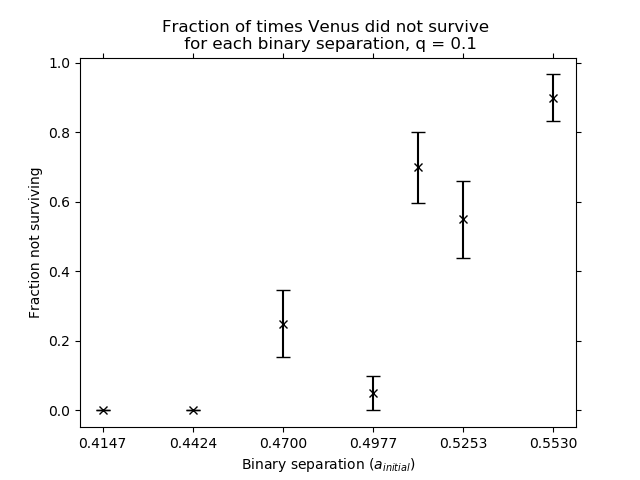 Fraction of times Venus did not survive
for each binary separation, q = 0.1
1.0
0.8
0.6
0.4
0.2
0.0
Fraction not surviving
0.4147 0.4424 0.4700 0.4977 0.5253 0.5530
Binary separation (a_initial)